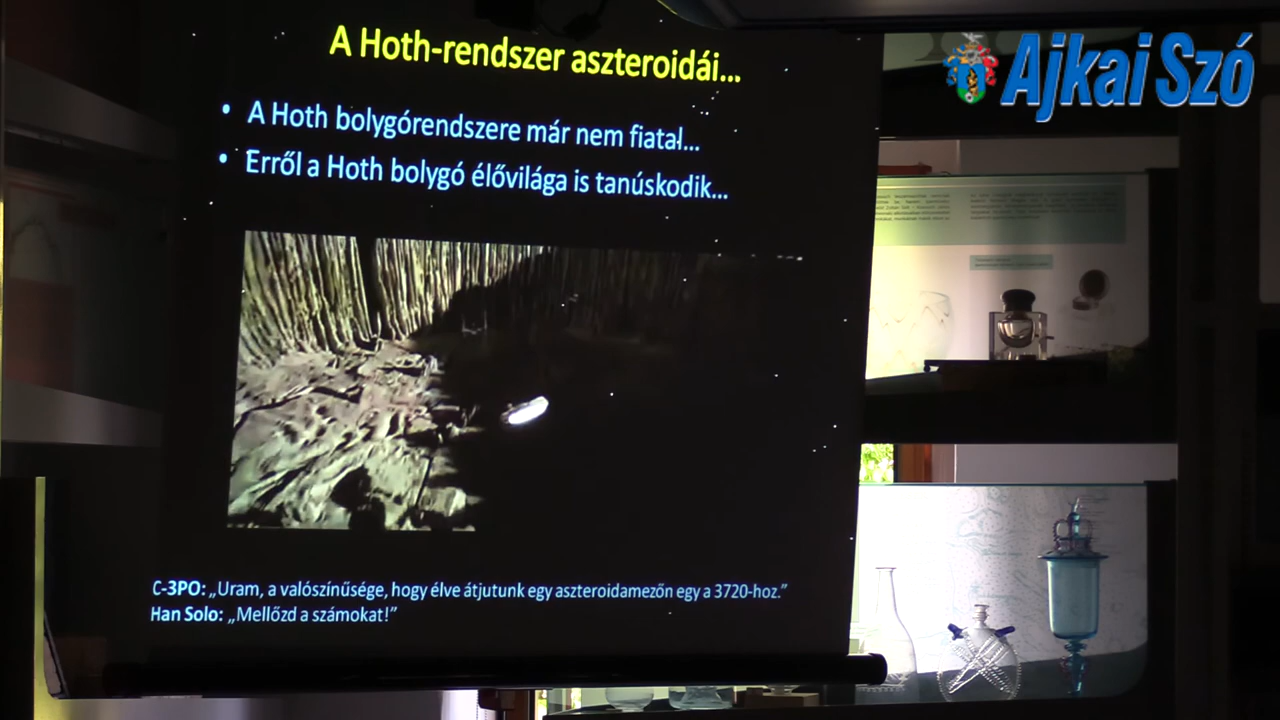 A Hoth-rendszer aszteroidái...
Ajkai Szó
• A Hoth bolygórendszere már nem fiatal...
• Erről a Hoth bolygó élővilága is tanúskodik...
C-3PO: „Uram, a valószínűsége, hogy élve átjutunk egy aszteroidamezőn egy a 3720-hoz.”
Han Solo: „Mellőzd a számokat!”